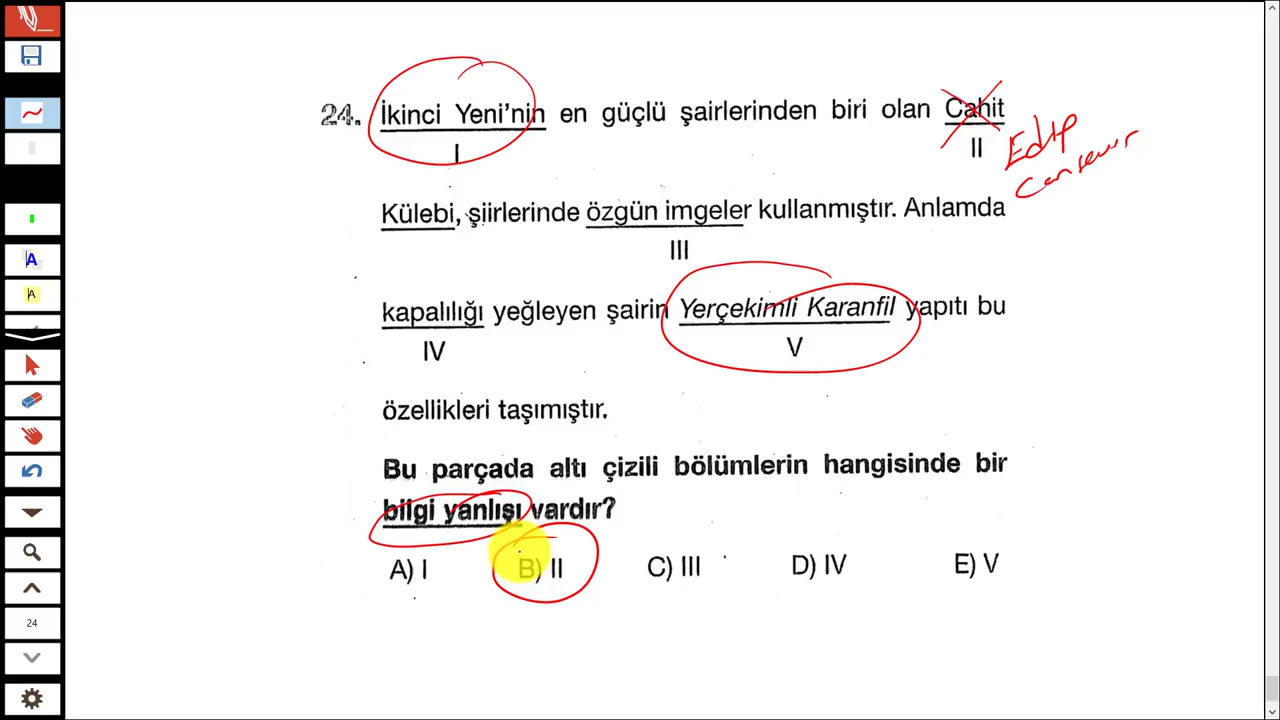 24. İkinci Yeni'nin en güçlü şairlerinden biri olan Cahit
I
II
Edip
Cansever
Külebi, şiirlerinde özgün imgeler kullanmıştır. Anlamda
III
kapalılığı yeğleyen şairin Yerçekimli Karanfil yapıtı bu
IV
V
özellikleri taşımıştır.
Bu parçada altı çizili bölümlerin hangisinde bir
bilgi yanlışı vardır?
A) I B) II C) III D) IV E) V
A
A
24